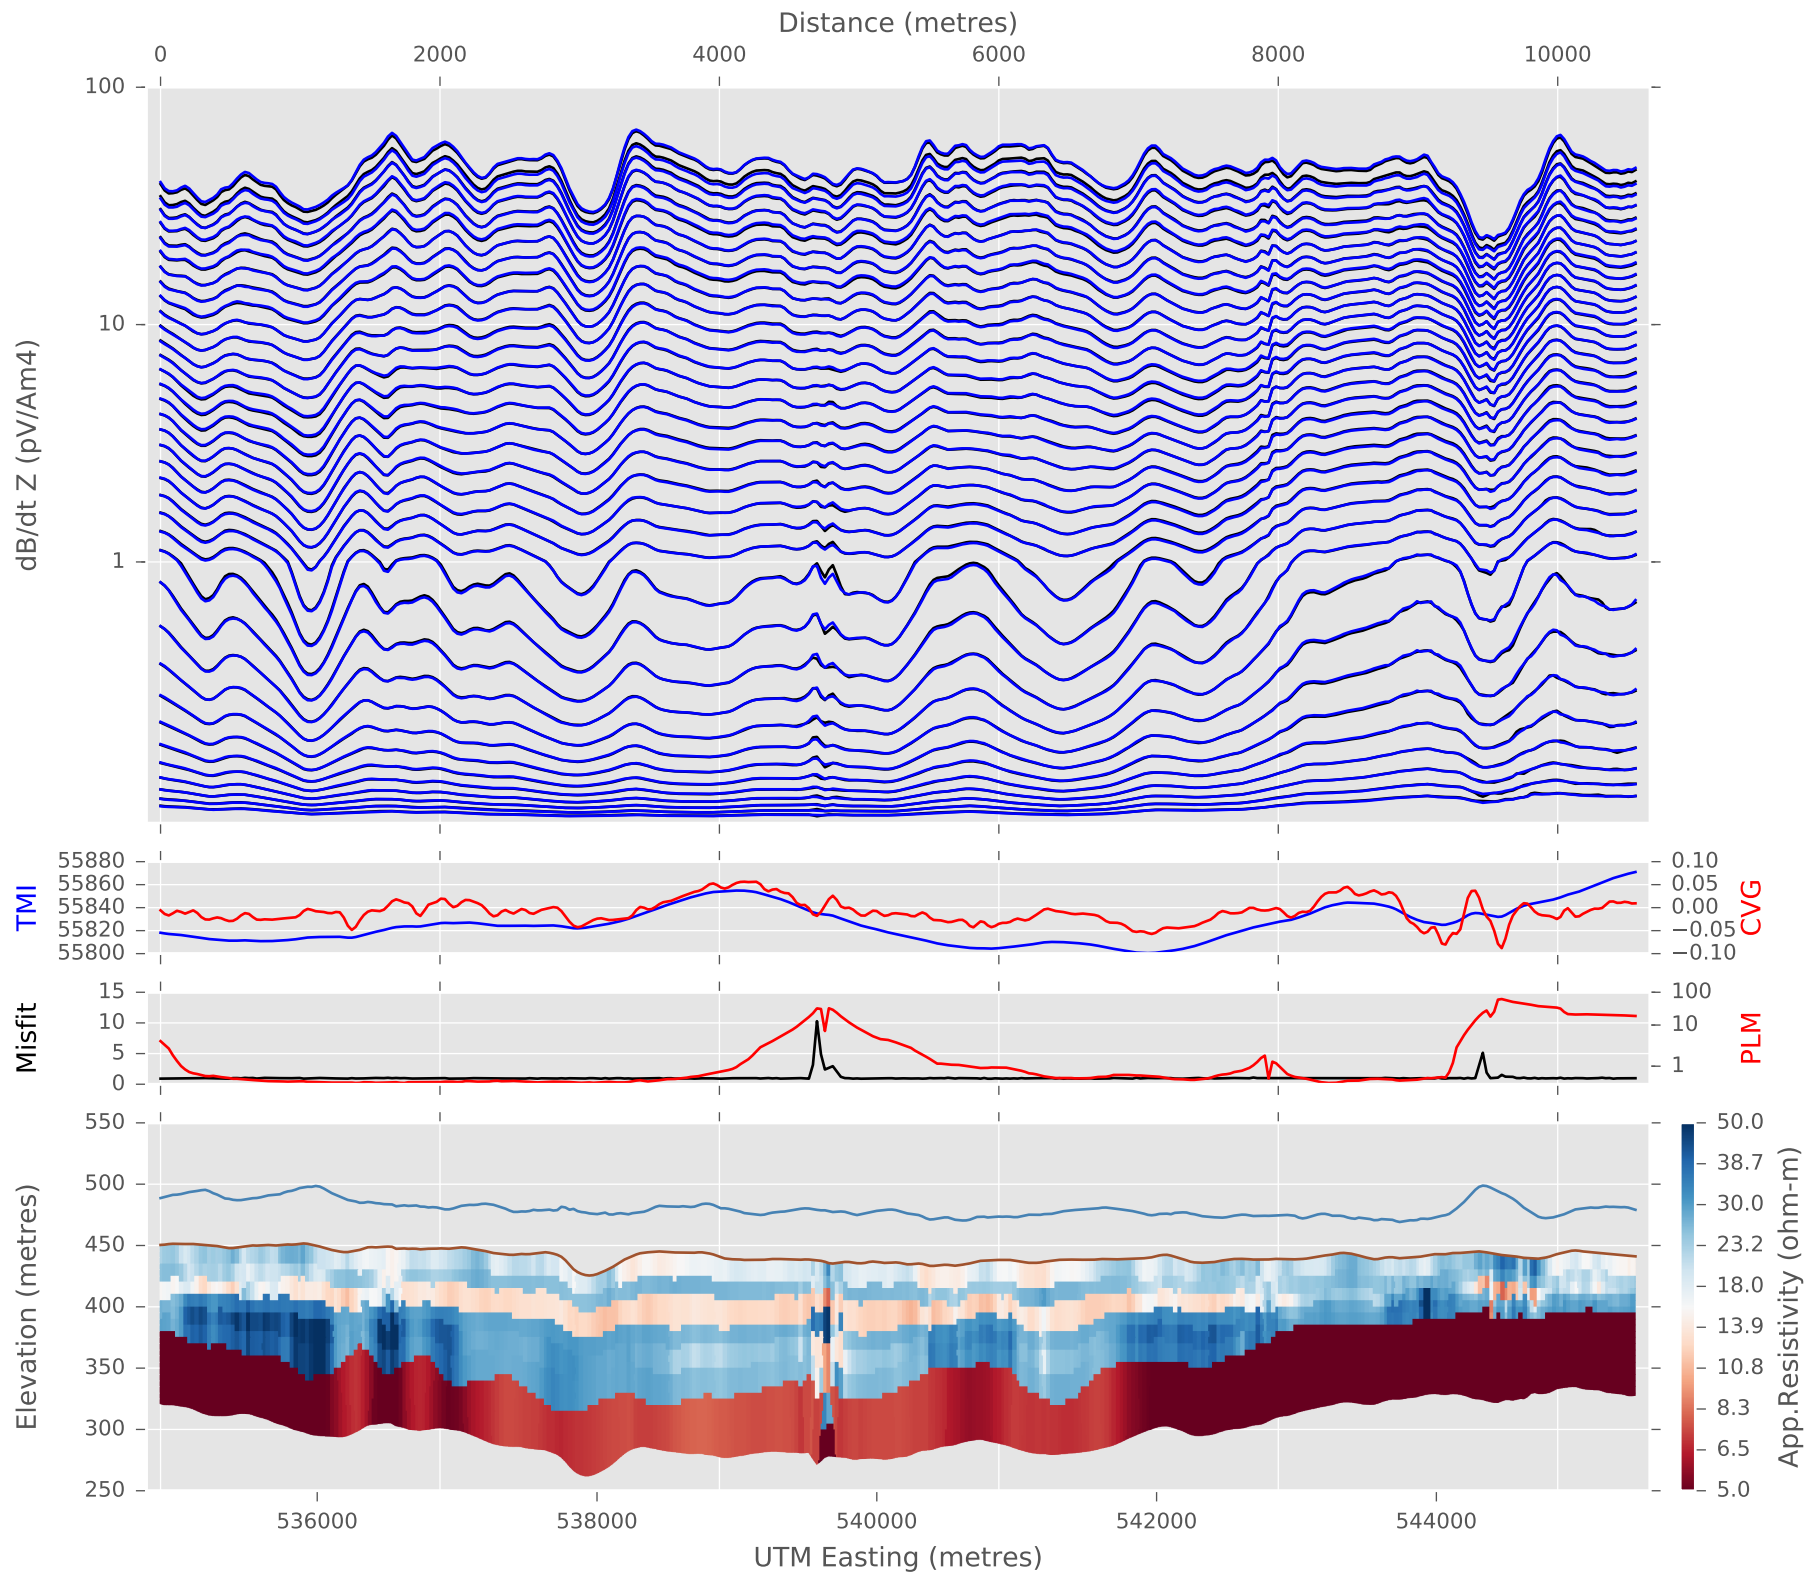 Distance (metres)
0 2000 4000 6000 8000 10000
100
10
1
dB/dt Z (pV/Am4)
55880 0.10
55860 0.05
55840 0.00
55820 −0.05
55800 −0.10
TMI
CVG
15 100
10 10
5 1
0
Misfit
PLM
550 50.0
38.7
500 30.0
450 23.2
18.0
400 13.9
350 10.8
8.3
300 6.5
250 5.0
Elevation (metres)
App.Resistivity (ohm-m)
536000 538000 540000 542000 544000
UTM Easting (metres)